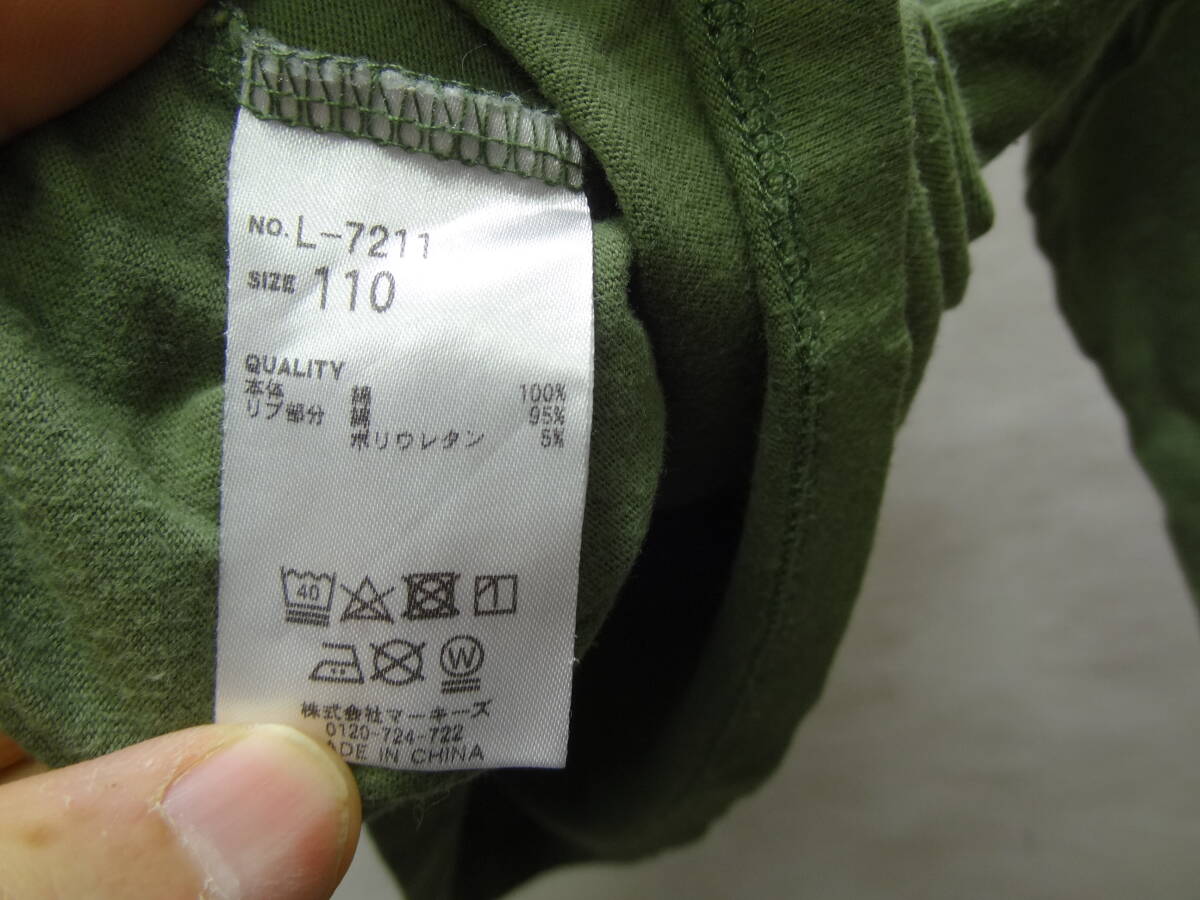 NO. L-7211
SIZE 110
QUALITY
本体 綿 100%
リブ部分 綿 95%
ポリウレタン 5%
40
W
株式会社マーキーズ
0120-724-722
ADE IN CHINA